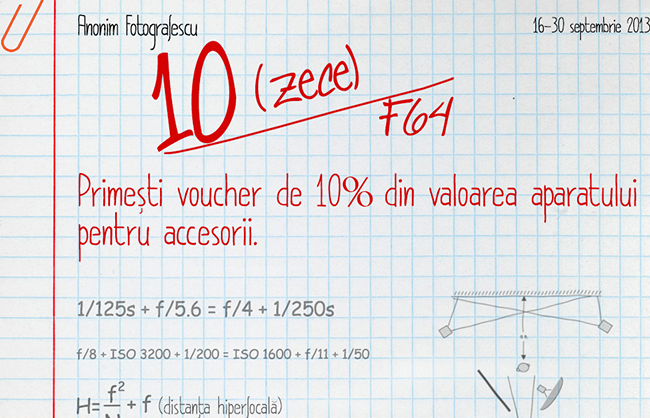 Anonim Fotografescu
16-30 septembrie 2013
10 (zece)
F64
Primești voucher de 10% din valoarea aparatului
pentru accesorii.
1/125s + f/5.6 = f/4 + 1/250s
f/8 + ISO 3200 + 1/200 = ISO 1600 + f/11 + 1/50
H= f² + f (distanța hiperfocală)